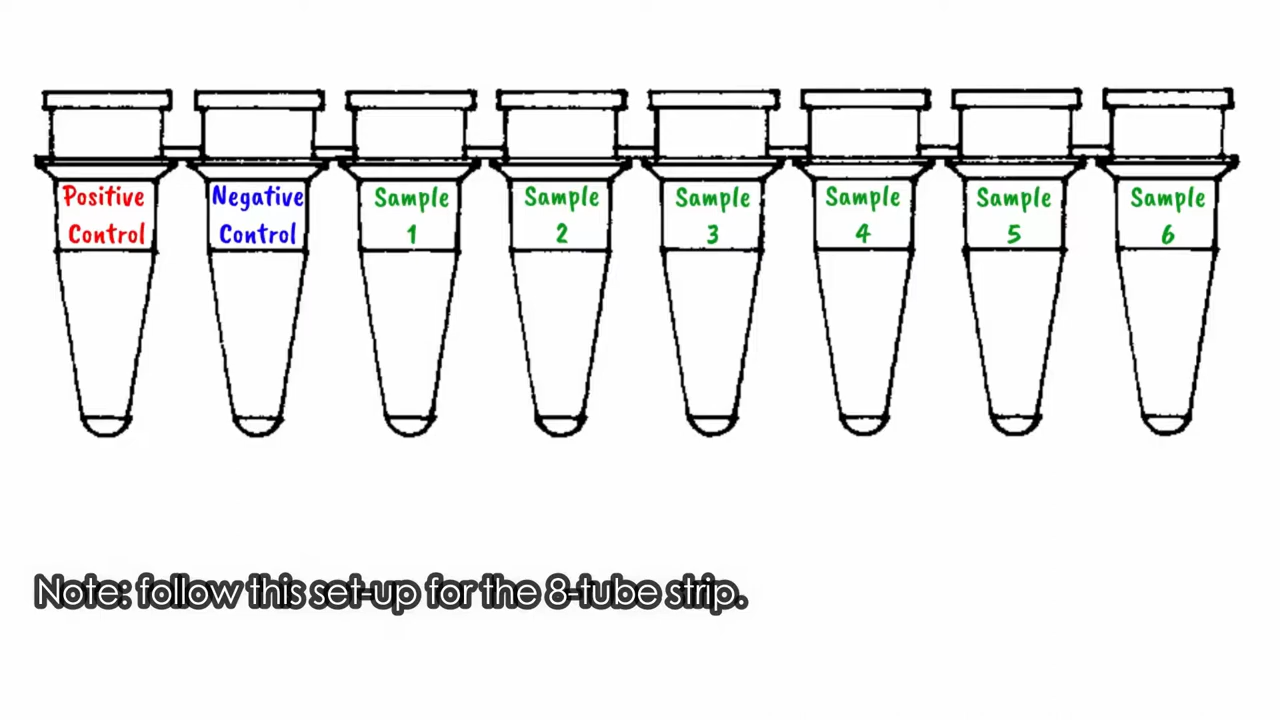 Positive Control
Negative Control
Sample 1
Sample 2
Sample 3
Sample 4
Sample 5
Sample 6
Note: follow this set-up for the 8-tube strip.